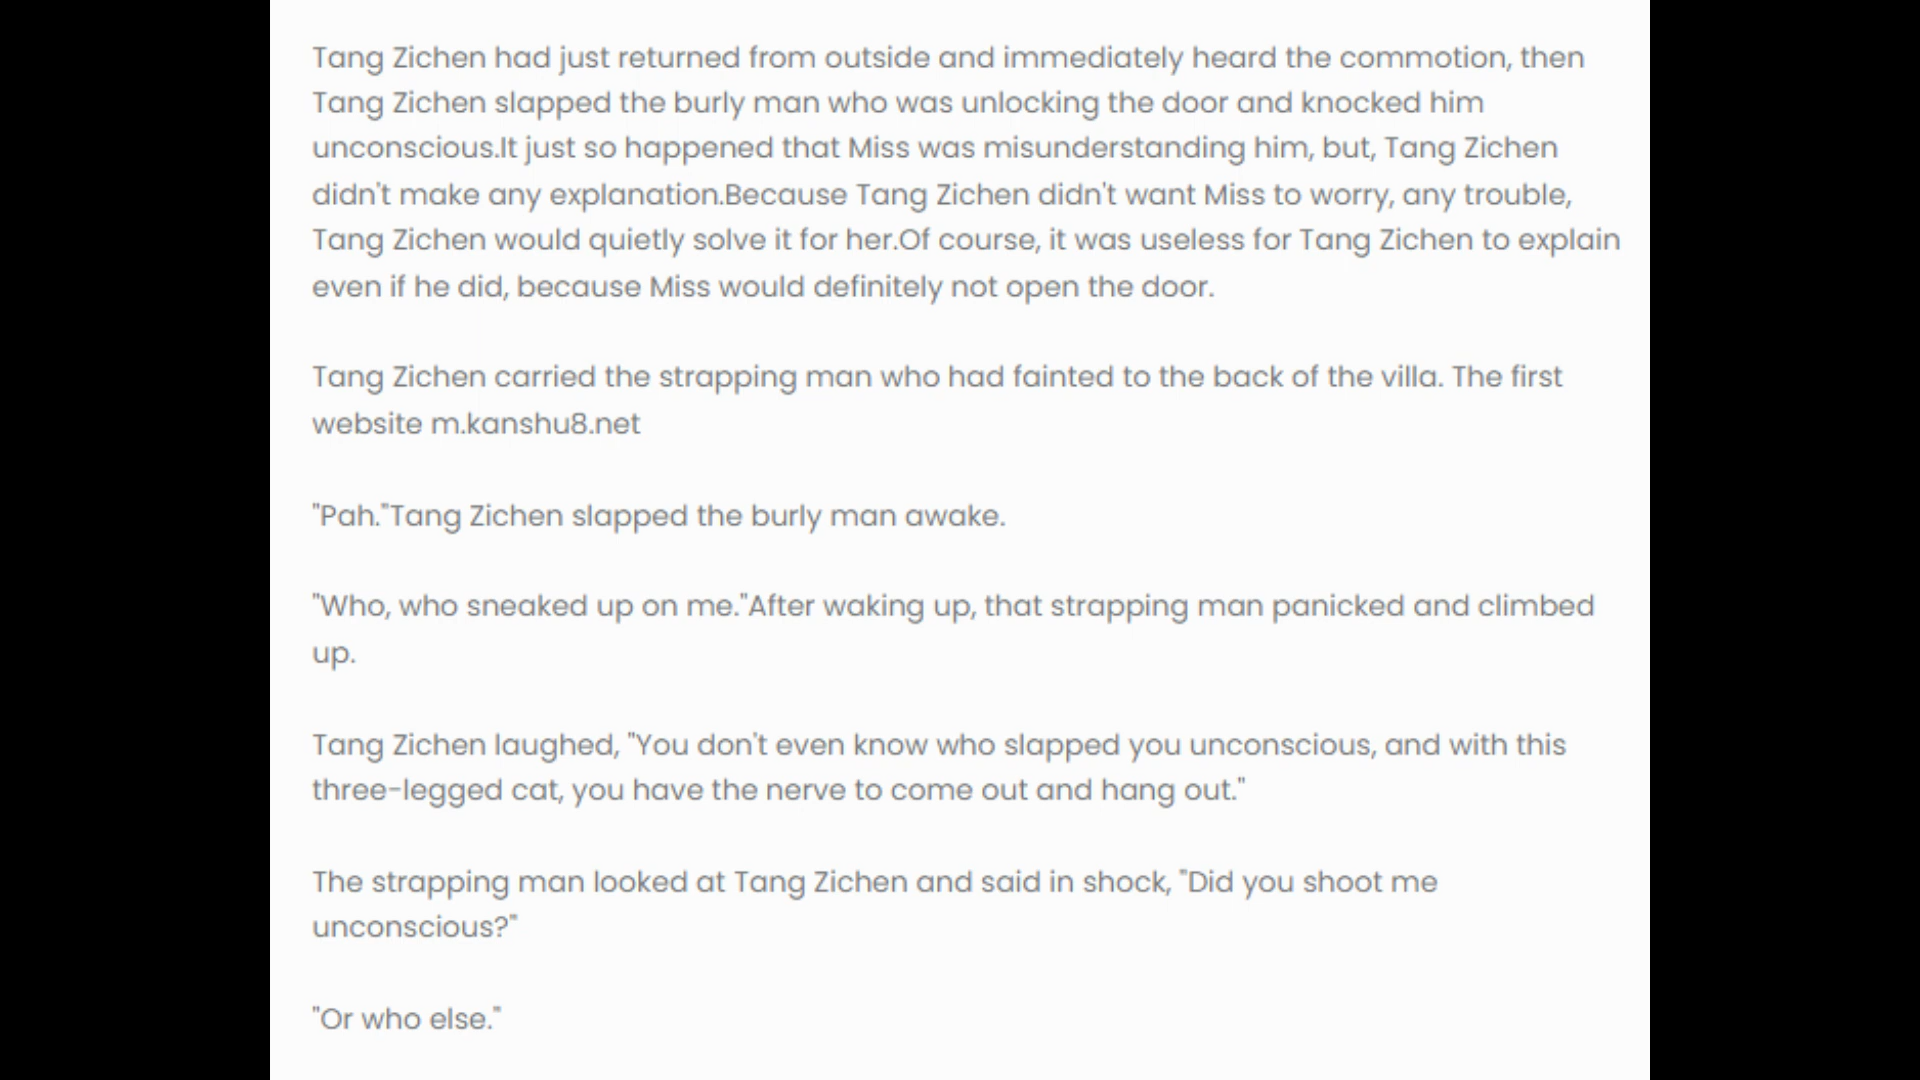 Tang Zichen had just returned from outside and immediately heard the commotion, then
Tang Zichen slapped the burly man who was unlocking the door and knocked him
unconscious.It just so happened that Miss was misunderstanding him, but, Tang Zichen
didn't make any explanation.Because Tang Zichen didn't want Miss to worry, any trouble,
Tang Zichen would quietly solve it for her.Of course, it was useless for Tang Zichen to explain
even if he did, because Miss would definitely not open the door.
Tang Zichen carried the strapping man who had fainted to the back of the villa. The first
website m.kanshu8.net
"Pah."Tang Zichen slapped the burly man awake.
"Who, who sneaked up on me."After waking up, that strapping man panicked and climbed
up.
Tang Zichen laughed, "You don't even know who slapped you unconscious, and with this
three-legged cat, you have the nerve to come out and hang out."
The strapping man looked at Tang Zichen and said in shock, "Did you shoot me
unconscious?"
"Or who else."